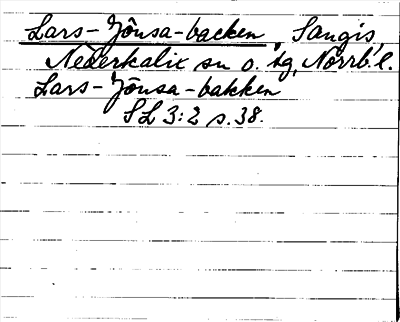 Lars-Jönsa-backen, Sangis,
Nederkalix sn o. tg, Norrb. l.
Lars-Jönsa-bakken
SL 3:2 s. 38.